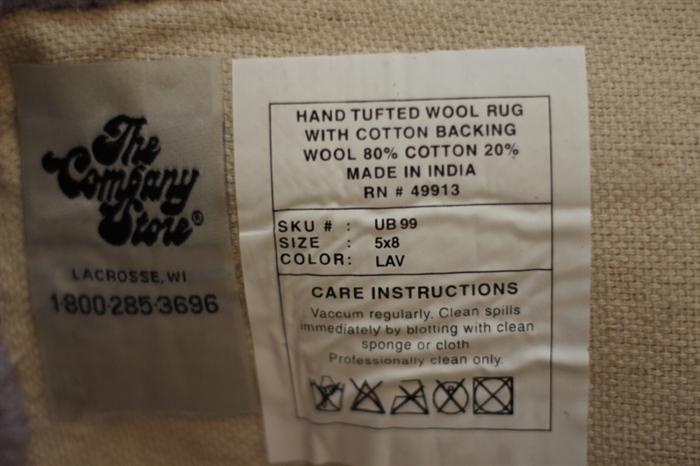 The
Company
Store®
LACROSSE, WI
1-800-285-3696
HAND TUFTED WOOL RUG
WITH COTTON BACKING
WOOL 80% COTTON 20%
MADE IN INDIA
RN # 49913
SKU # : UB 99
SIZE : 5x8
COLOR: LAV
CARE INSTRUCTIONS
Vaccum regularly. Clean spills
immediately by blotting with clean
sponge or cloth
Professionally clean only.